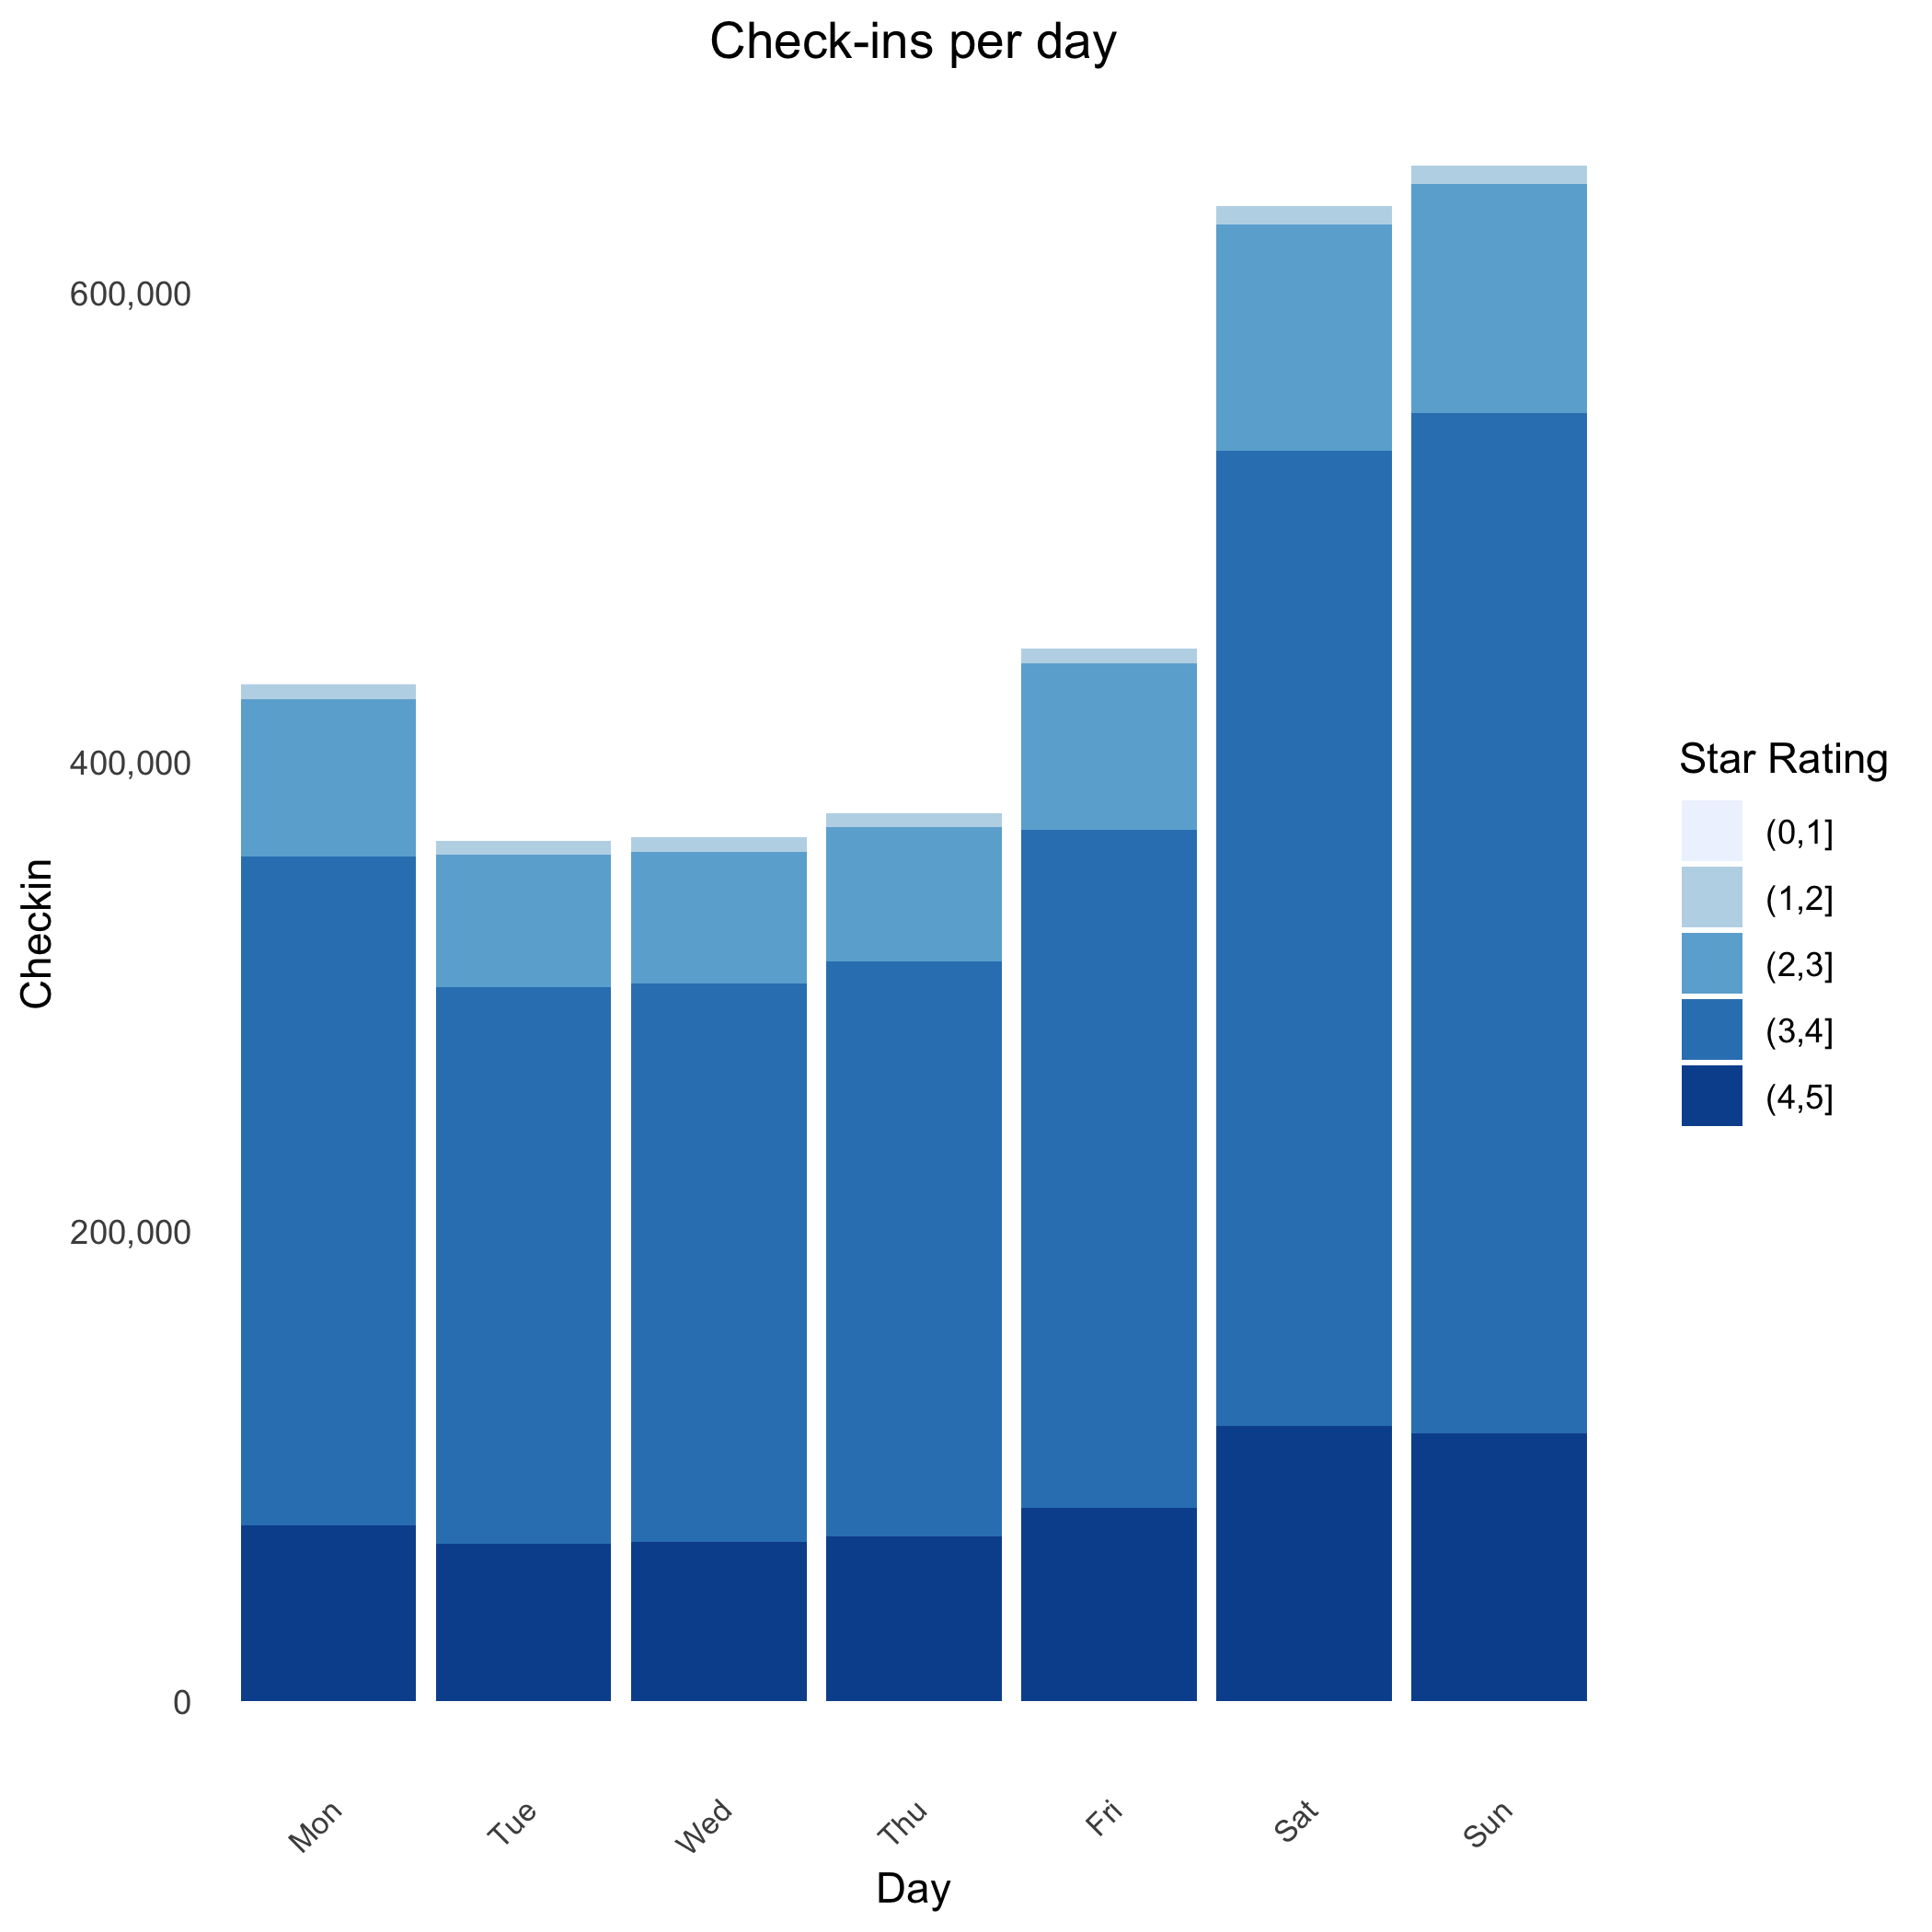 Check-ins per day
600,000
400,000
200,000
0
Checkin
Mon
Tue
Wed
Thu
Fri
Sat
Sun
Day
Star Rating
(0,1]
(1,2]
(2,3]
(3,4]
(4,5]